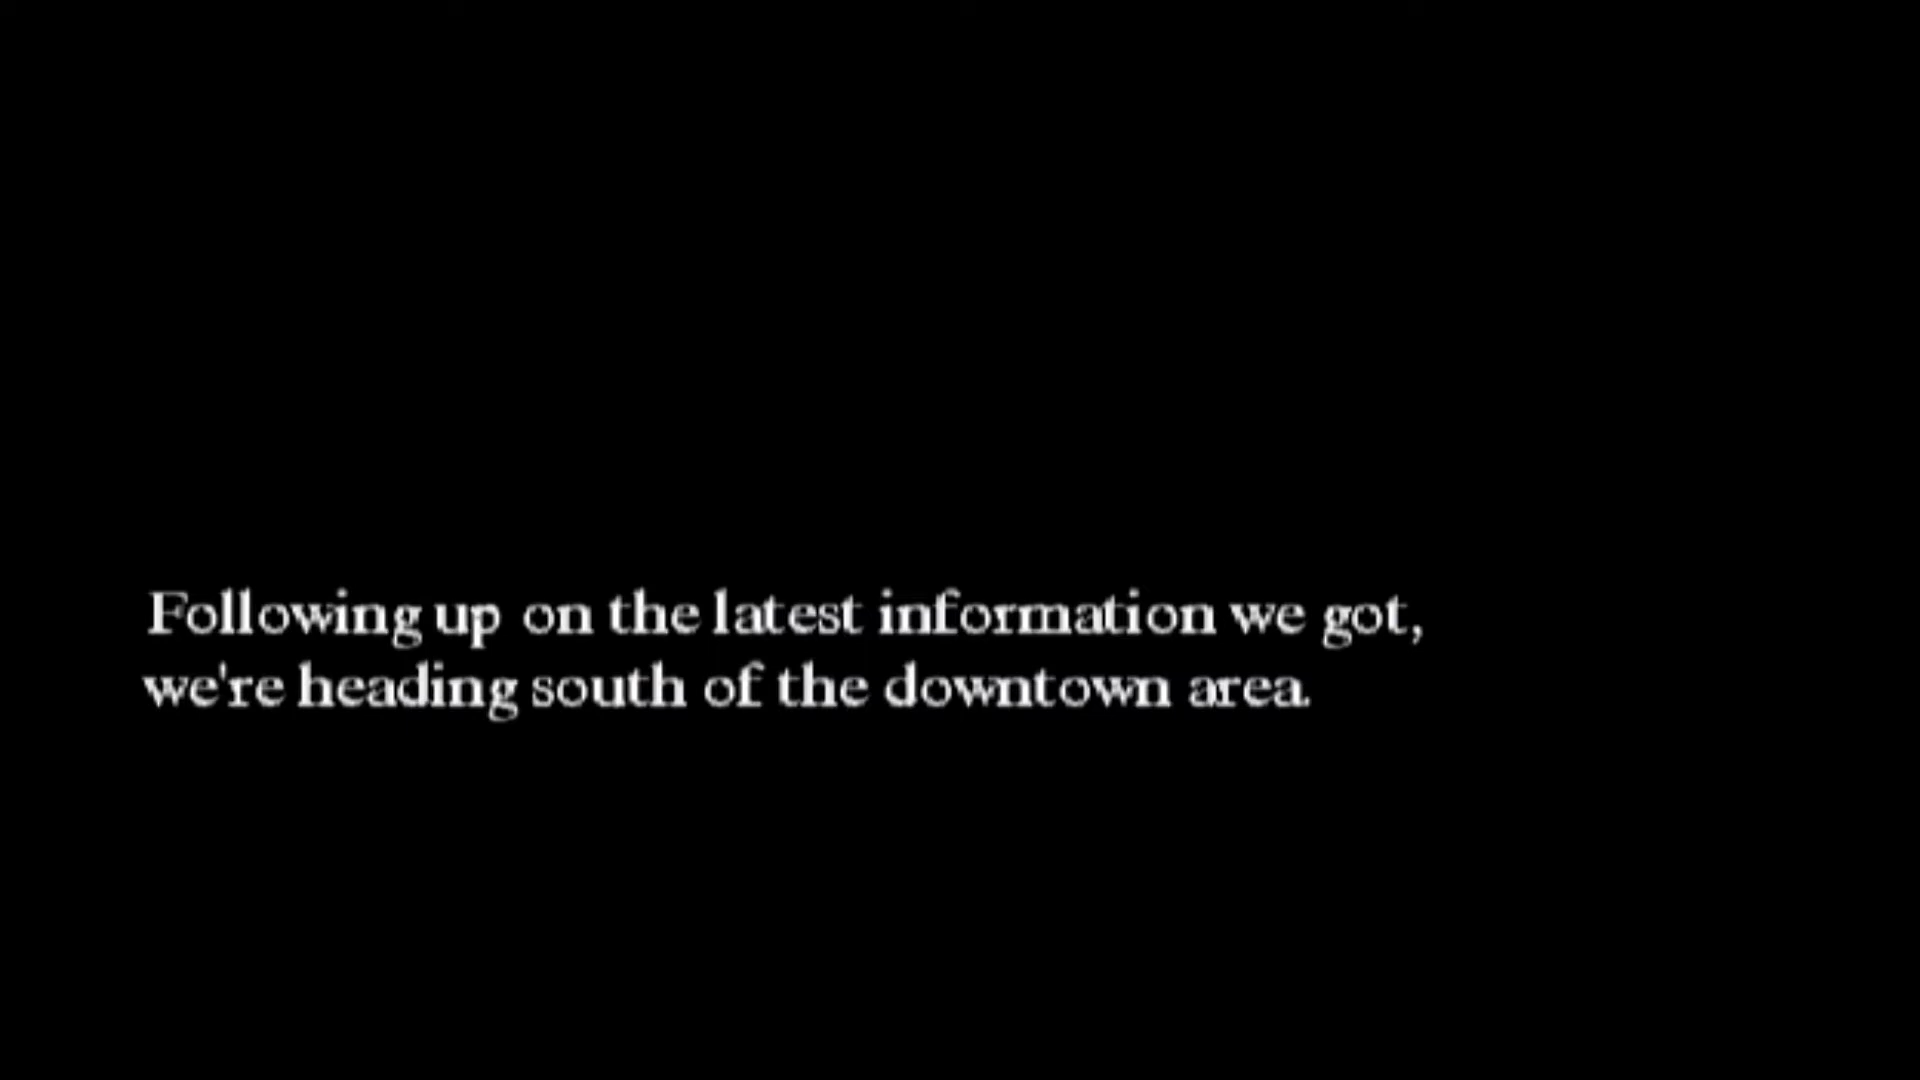 Following up on the latest information we got,
we're heading south of the downtown area.